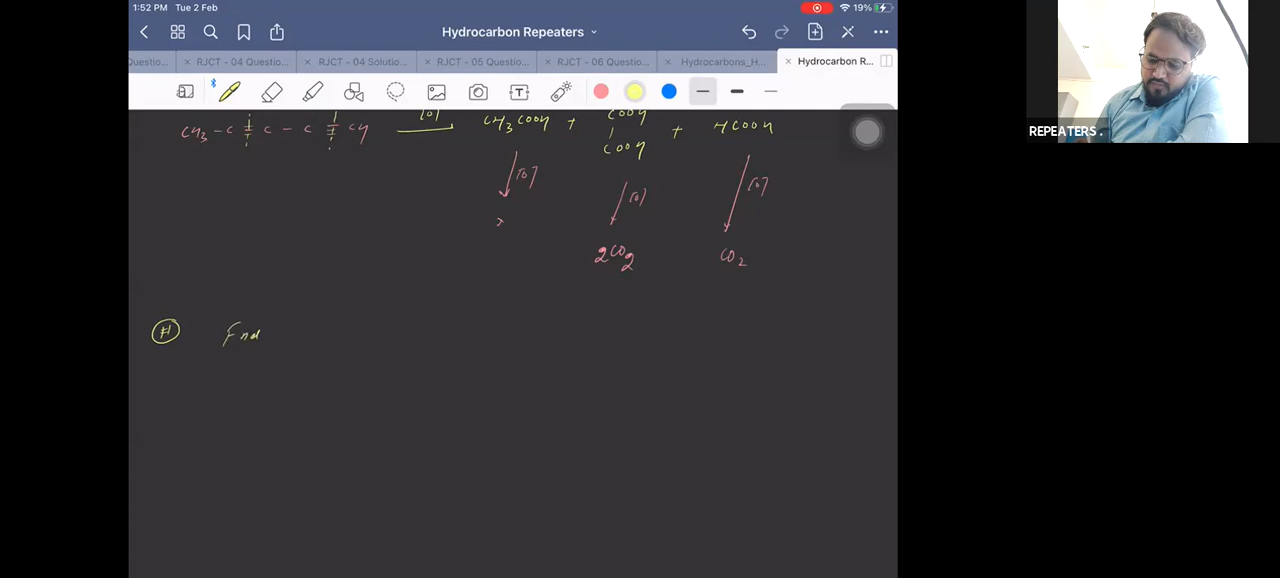 1:52 PM Tue 2 Feb
19%
Hydrocarbon Repeaters
Questio...
RJCT - 04 Questio...
RJCT - 04 Solutio...
RJCT - 05 Questio...
RJCT - 06 Questio...
Hydrocarbons_H...
Hydrocarbon R...
T
CH3 - C ≡ C - C ≡ CH [O] CH3COOH + COOH + HCOOH
COOH
[O] [O] [O]
x
2CO2 CO2
H Find
REPEATERS .